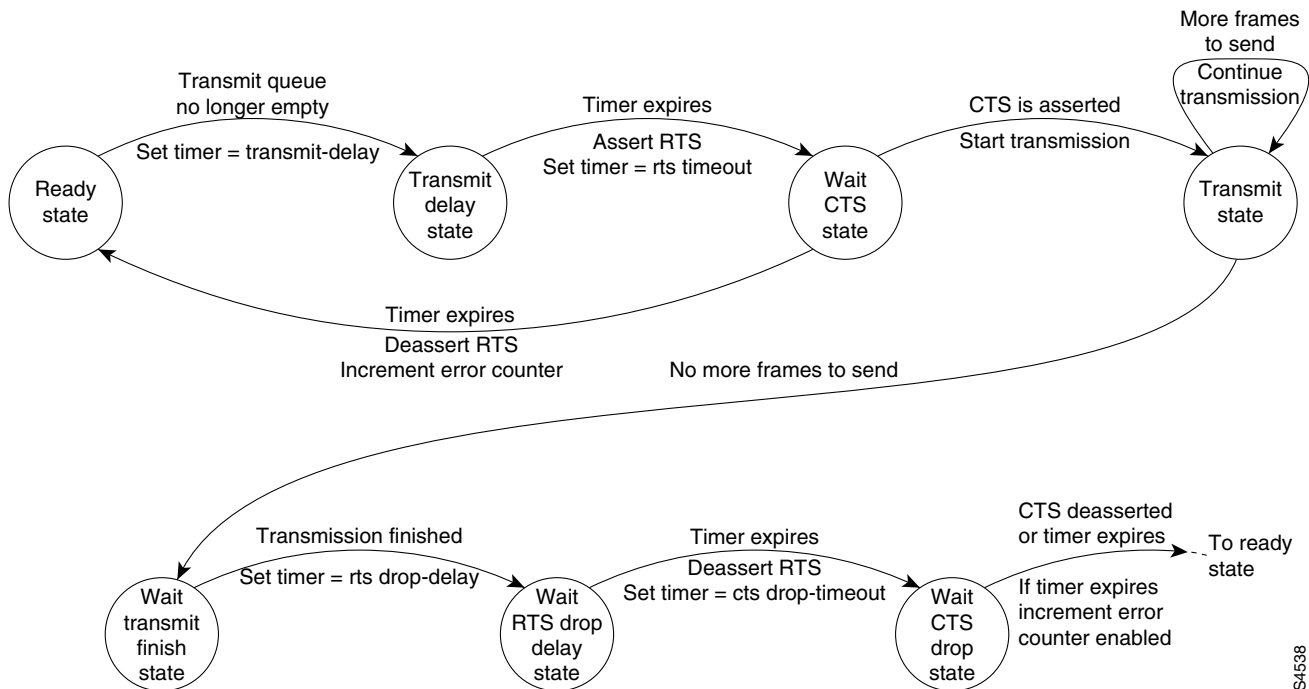 More frames
to send
Continue
transmission
Transmit queue
no longer empty
Set timer = transmit-delay
Timer expires
Assert RTS
Set timer = rts timeout
CTS is asserted
Start transmission
Ready
state
Transmit
delay
state
Wait
CTS
state
Transmit
state
Timer expires
Deassert RTS
Increment error counter
No more frames to send
Transmission finished
Set timer = rts drop-delay
Timer expires
Deassert RTS
Set timer = cts drop-timeout
CTS deasserted
or timer expires
If timer expires
increment error
counter enabled
To ready
state
Wait
transmit
finish
state
Wait
RTS drop
delay
state
Wait
CTS
drop
state
S4538